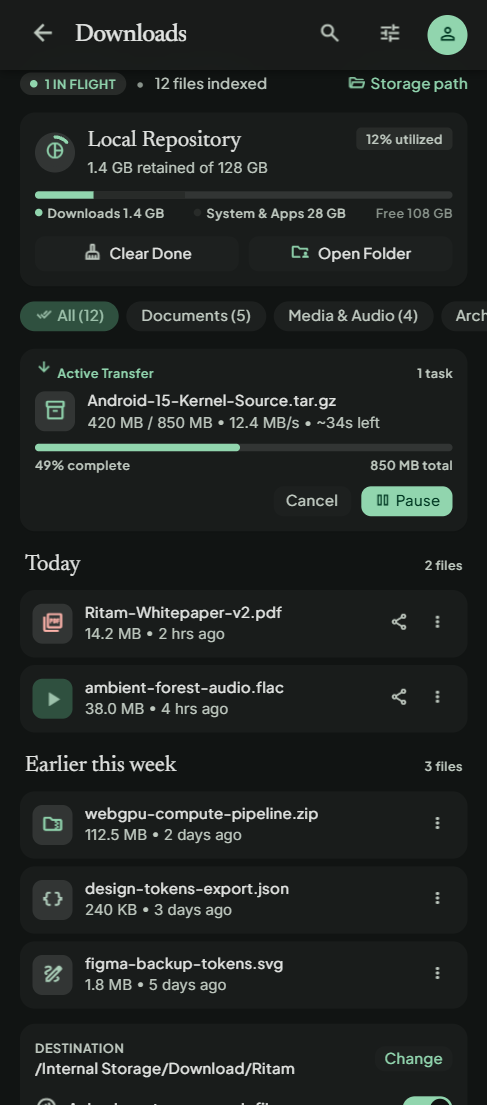 Downloads
1 IN FLIGHT • 12 files indexed Storage path
Local Repository 12% utilized
1.4 GB retained of 128 GB
Downloads 1.4 GB System & Apps 28 GB Free 108 GB
Clear Done Open Folder
All (12) Documents (5) Media & Audio (4) Arch
Active Transfer 1 task
Android-15-Kernel-Source.tar.gz
420 MB / 850 MB • 12.4 MB/s • ~34s left
49% complete 850 MB total
Cancel Pause
Today 2 files
PDF
Ritam-Whitepaper-v2.pdf
14.2 MB • 2 hrs ago
ambient-forest-audio.flac
38.0 MB • 4 hrs ago
Earlier this week 3 files
webgpu-compute-pipeline.zip
112.5 MB • 2 days ago
design-tokens-export.json
240 KB • 3 days ago
figma-backup-tokens.svg
1.8 MB • 5 days ago
DESTINATION
/Internal Storage/Download/Ritam
Change